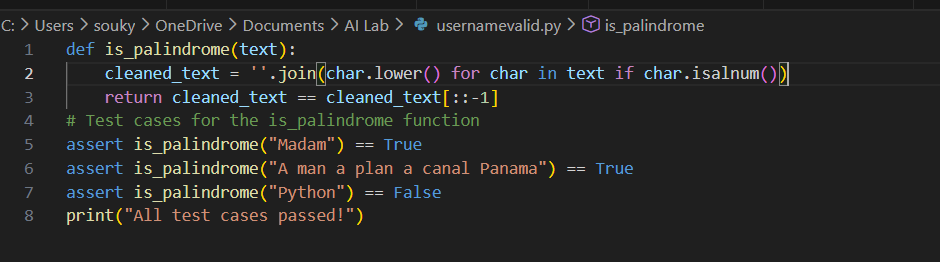 C: > Users > souky > OneDrive > Documents > AI Lab > usernamevalid.py > is_palindrome
1 def is_palindrome(text):
2     cleaned_text = ''.join(char.lower() for char in text if char.isalnum())
3     return cleaned_text == cleaned_text[::-1]
4 # Test cases for the is_palindrome function
5 assert is_palindrome("Madam") == True
6 assert is_palindrome("A man a plan a canal Panama") == True
7 assert is_palindrome("Python") == False
8 print("All test cases passed!")